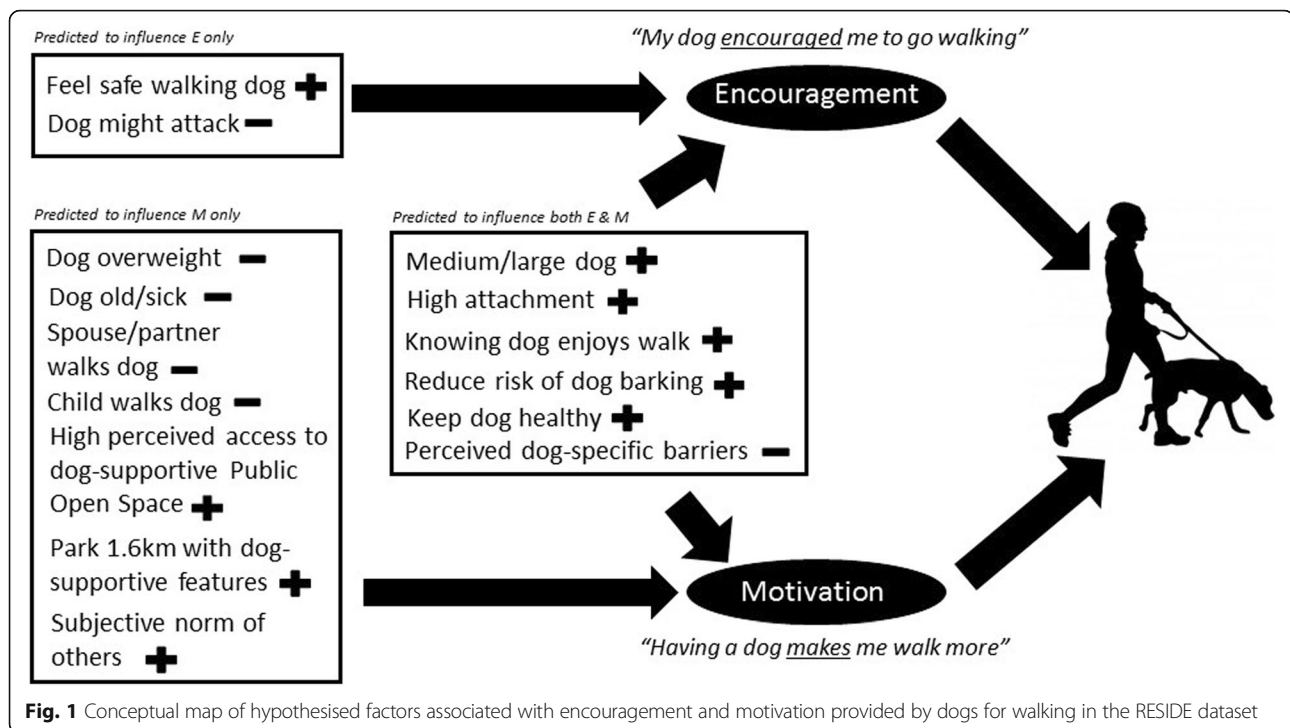 Predicted to influence E only
Feel safe walking dog +
Dog might attack −
"My dog encouraged me to go walking"
Encouragement
Predicted to influence M only
Dog overweight −
Dog old/sick −
Spouse/partner
walks dog −
Child walks dog −
High perceived access to
dog-supportive Public
Open Space +
Park 1.6km with dog-
supportive features +
Subjective norm of
others +
Predicted to influence both E & M
Medium/large dog +
High attachment +
Knowing dog enjoys walk +
Reduce risk of dog barking +
Keep dog healthy +
Perceived dog-specific barriers −
Motivation
"Having a dog makes me walk more"
Fig. 1 Conceptual map of hypothesised factors associated with encouragement and motivation provided by dogs for walking in the RESIDE dataset